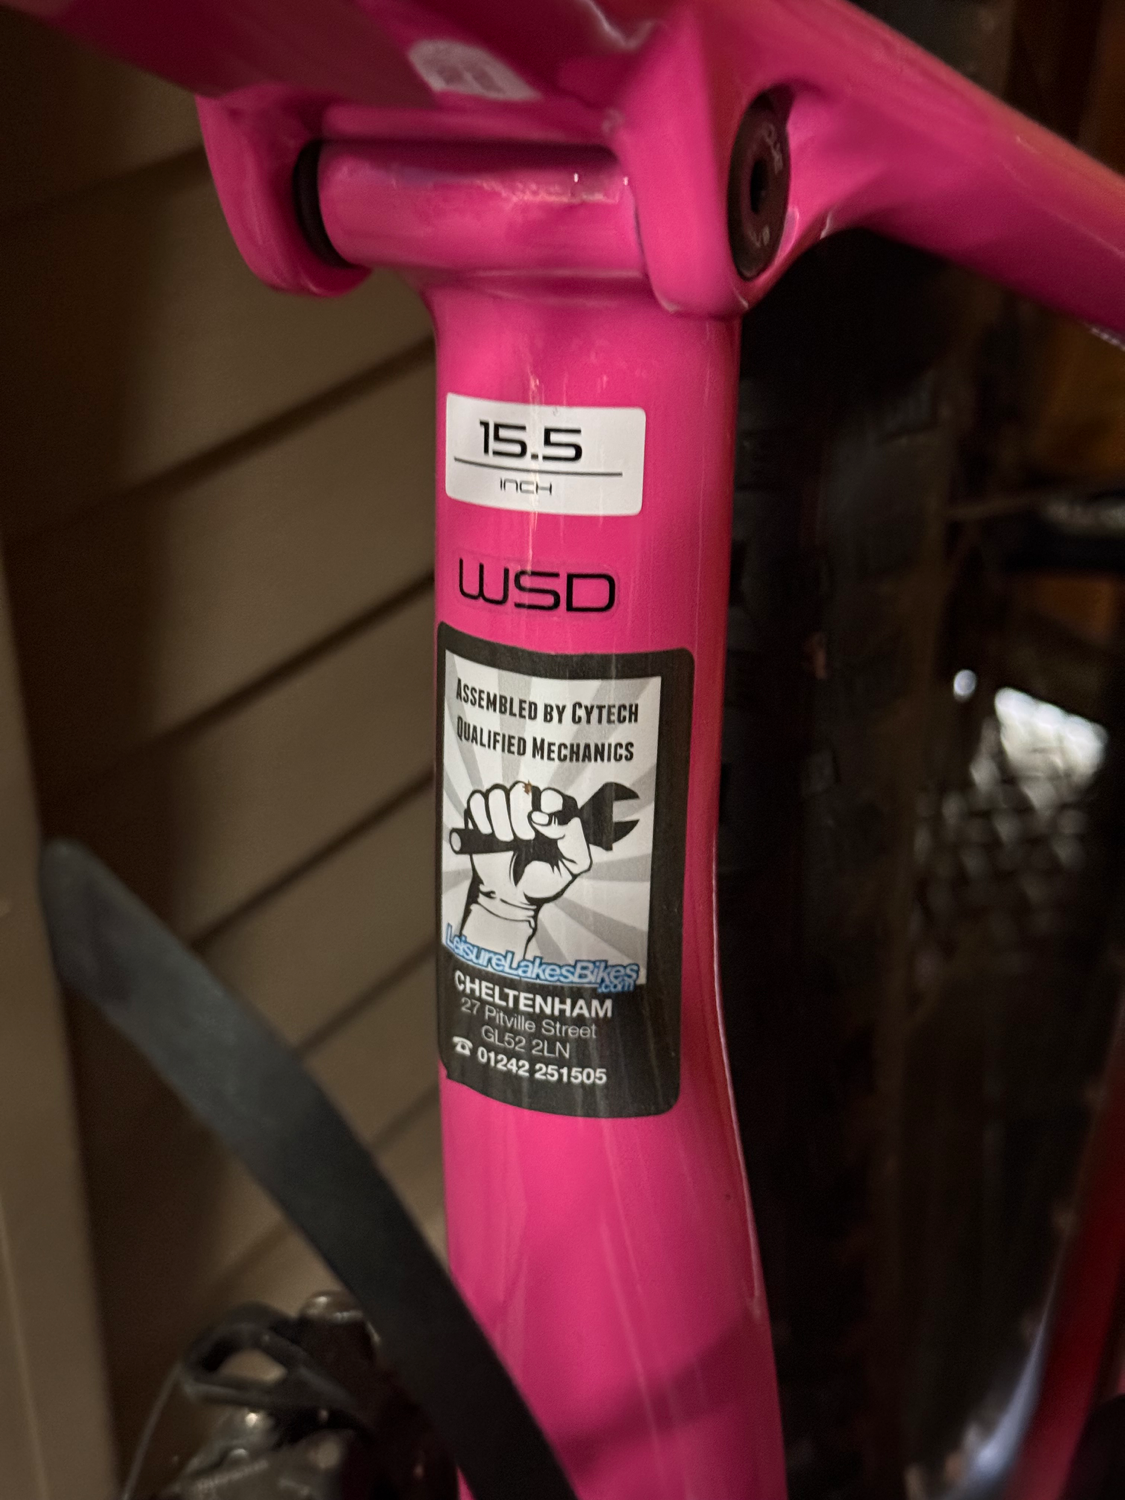 15.5
INCH
WSD
ASSEMBLED BY CYTECH
QUALIFIED MECHANICS
LeisureLakesBikes
.com
CHELTENHAM
27 Pitville Street
GL52 2LN
☎ 01242 251505